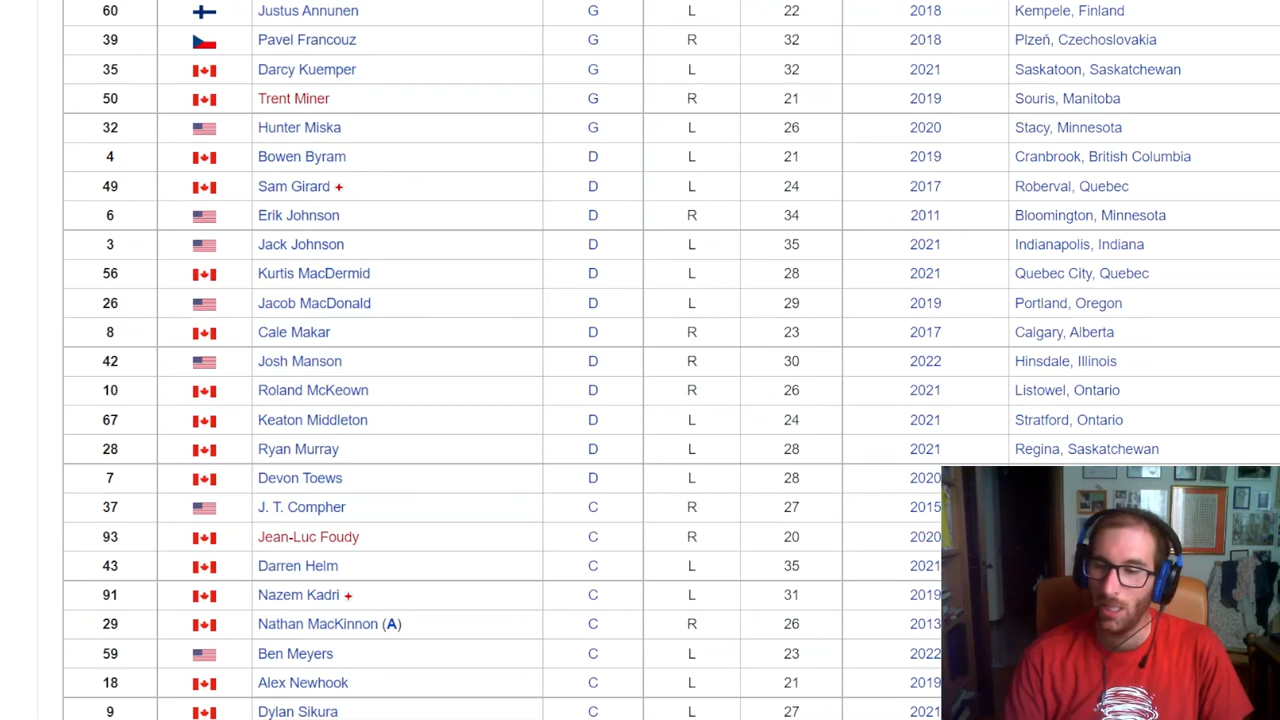 60 Justus Annunen G L 22 2018 Kempele, Finland
39 Pavel Francouz G R 32 2018 Plzeň, Czechoslovakia
35 Darcy Kuemper G L 32 2021 Saskatoon, Saskatchewan
50 Trent Miner G R 21 2019 Souris, Manitoba
32 Hunter Miska G L 26 2020 Stacy, Minnesota
4 Bowen Byram D L 21 2019 Cranbrook, British Columbia
49 Sam Girard + D L 24 2017 Roberval, Quebec
6 Erik Johnson D R 34 2011 Bloomington, Minnesota
3 Jack Johnson D L 35 2021 Indianapolis, Indiana
56 Kurtis MacDermid D L 28 2021 Quebec City, Quebec
26 Jacob MacDonald D L 29 2019 Portland, Oregon
8 Cale Makar D R 23 2017 Calgary, Alberta
42 Josh Manson D R 30 2022 Hinsdale, Illinois
10 Roland McKeown D R 26 2021 Listowel, Ontario
67 Keaton Middleton D L 24 2021 Stratford, Ontario
28 Ryan Murray D L 28 2021 Regina, Saskatchewan
7 Devon Toews D L 28 2020
37 J. T. Compher C R 27 2015
93 Jean-Luc Foudy C R 20 2020
43 Darren Helm C L 35 2021
91 Nazem Kadri + C L 31 2019
29 Nathan MacKinnon (A) C R 26 2013
59 Ben Meyers C L 23 2022
18 Alex Newhook C L 21 2019
9 Dylan Sikura C L 27 2021